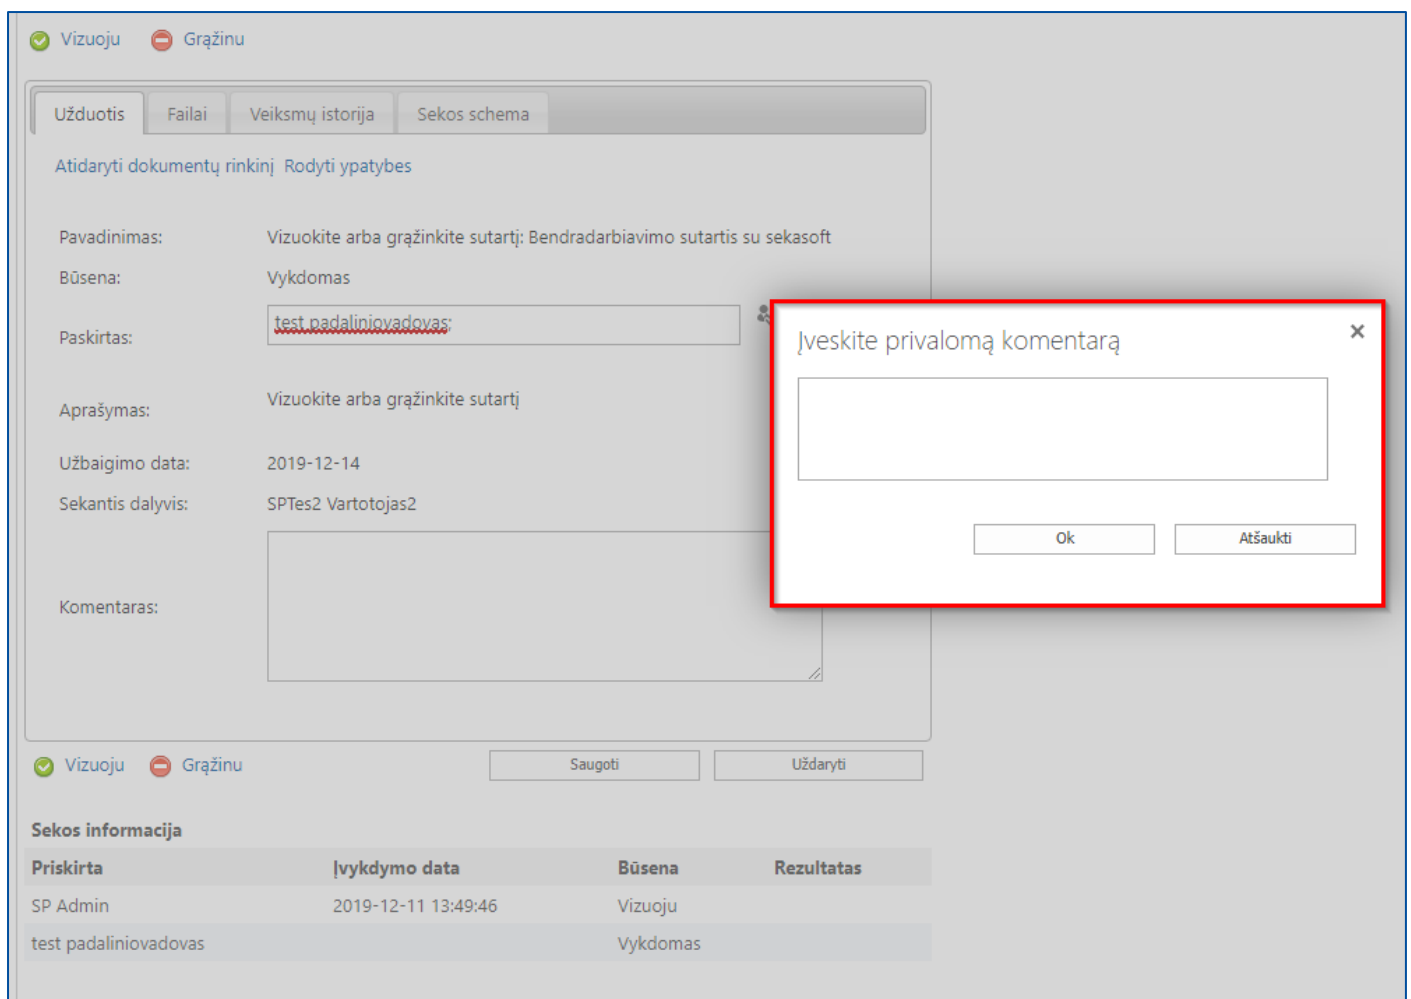 Vizuoju Grąžinu
Užduotis Failai Veiksmų istorija Sekos schema
Atidaryti dokumentų rinkinį Rodyti ypatybes
Pavadinimas: Vizuokite arba grąžinkite sutartį: Bendradarbiavimo sutartis su sekasoft
Būsena: Vykdomas
Paskirtas: test padaliniovadovas;
Aprašymas: Vizuokite arba grąžinkite sutartį
Užbaigimo data: 2019-12-14
Sekantis dalyvis: SPTes2 Vartotojas2
Komentaras:
Įveskite privalomą komentarą
Ok Atšaukti
Vizuoju Grąžinu Saugoti Uždaryti
Sekos informacija
Priskirta Įvykdymo data Būsena Rezultatas
SP Admin 2019-12-11 13:49:46 Vizuoju
test padaliniovadovas Vykdomas